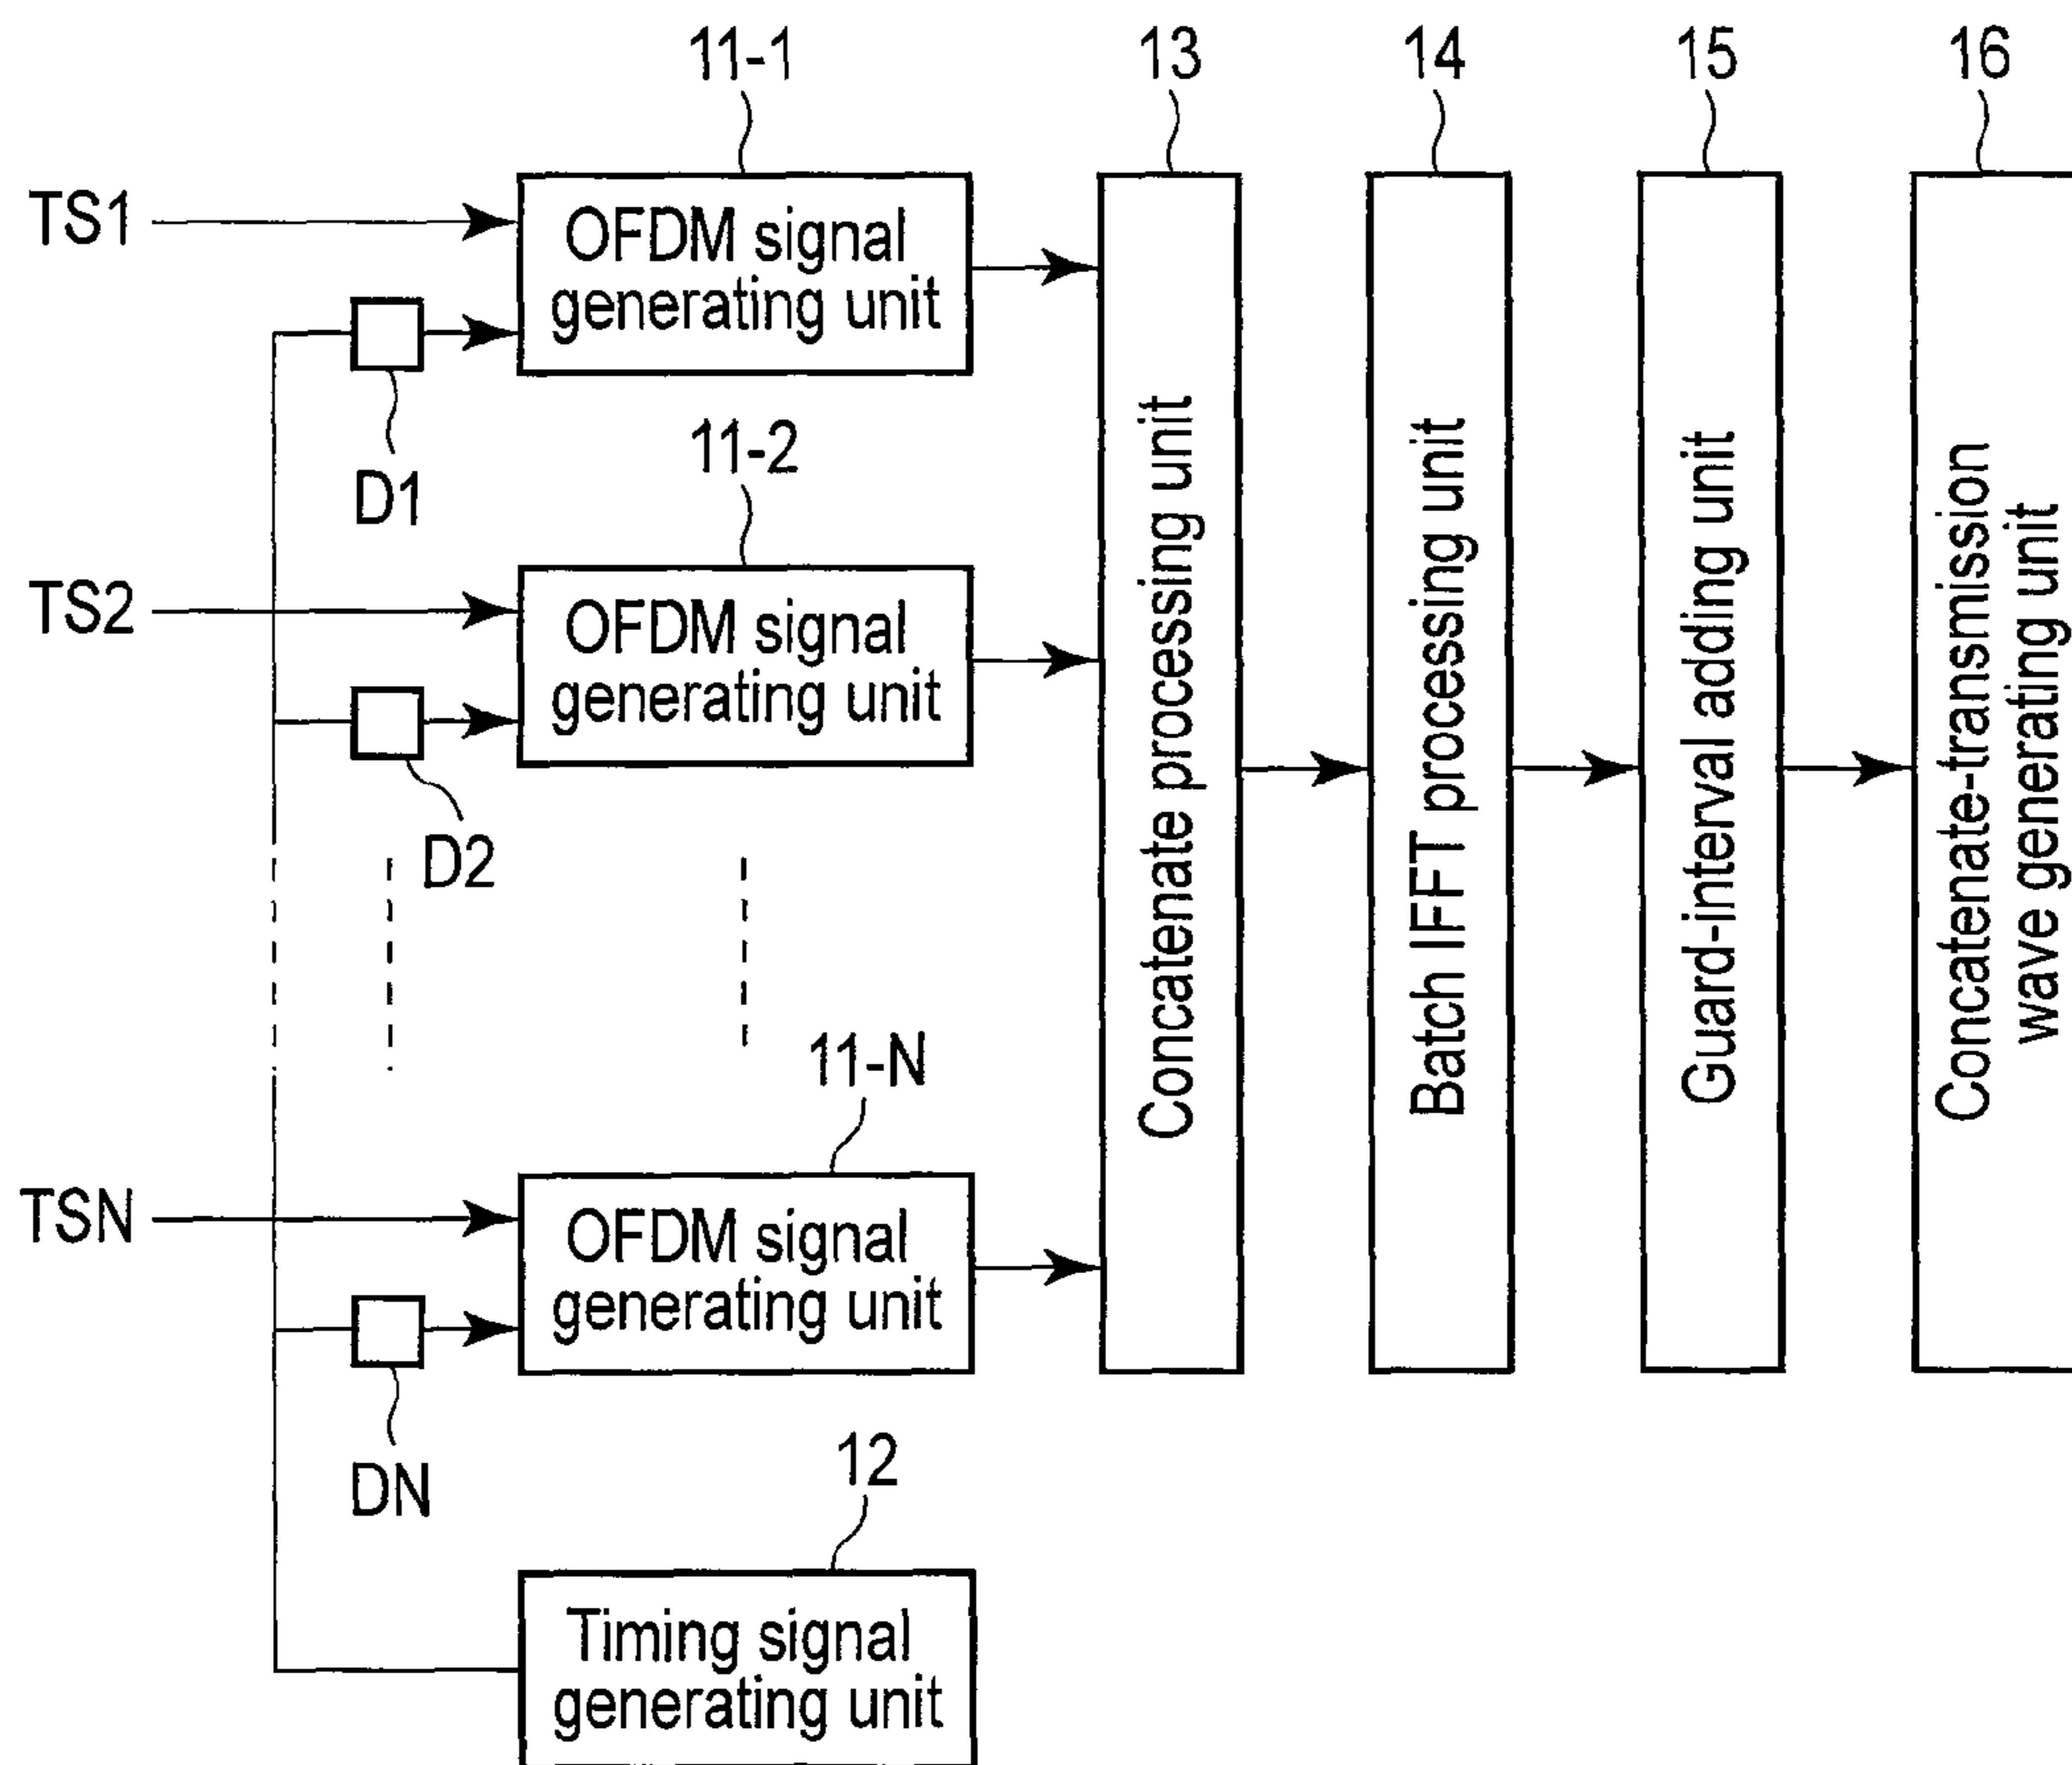 11-1
13
14
15
16
TS1
OFDM signal
generating unit
D1
11-2
TS2
OFDM signal
generating unit
D2
11-N
TSN
OFDM signal
generating unit
DN
12
Timing signal
generating unit
Concatenate processing unit
Batch IFFT processing unit
Guard-interval adding unit
Concatenate-transmission
wave generating unit